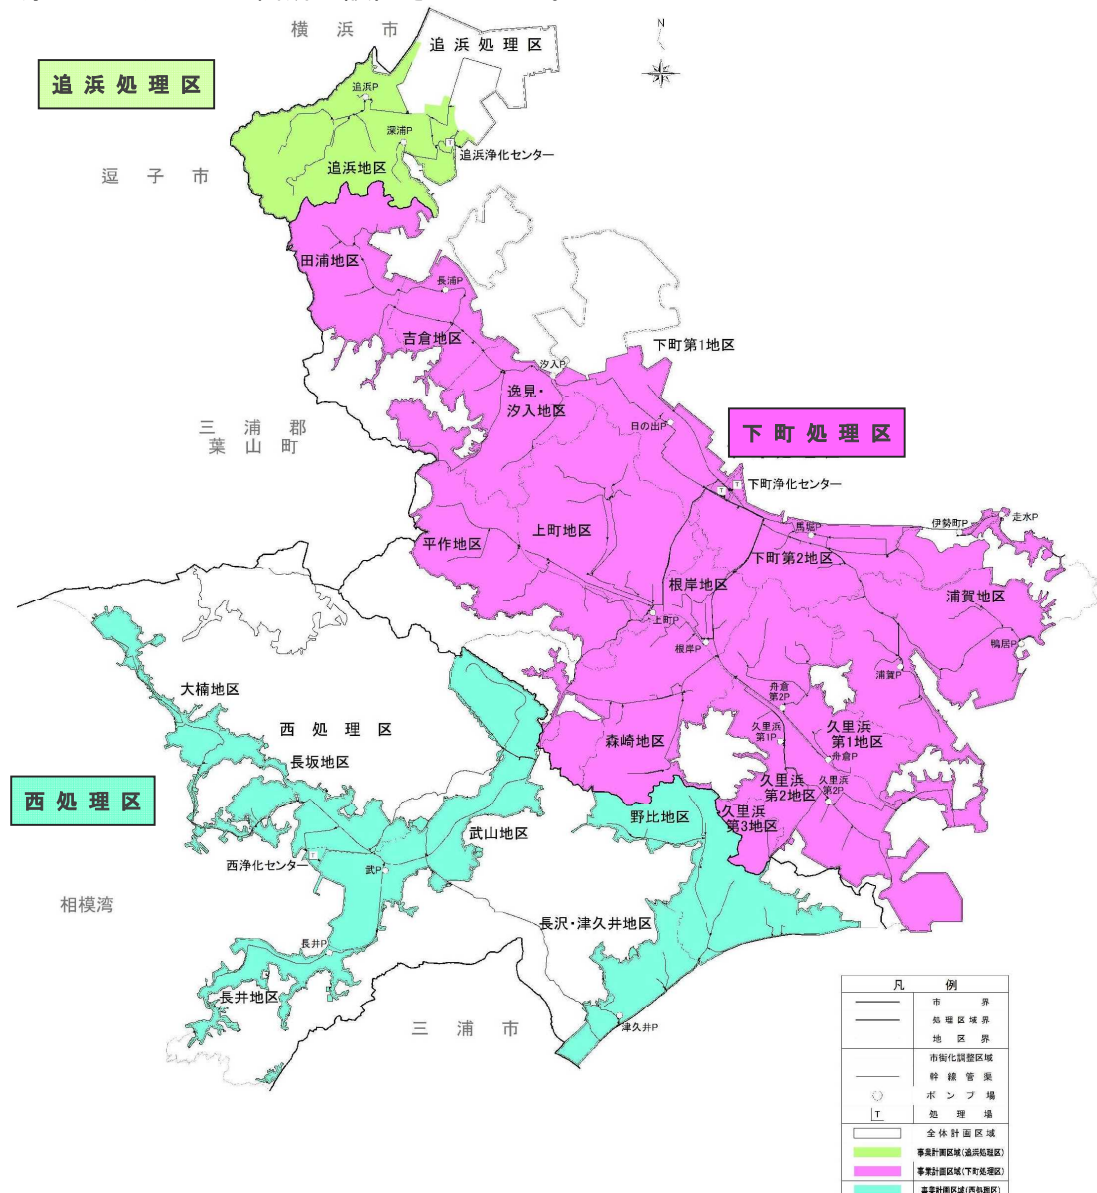 横浜市
N
追浜処理区
追浜処理区
追浜P
深浦P
追浜浄化センター
追浜地区
逗子市
田浦地区
長浦P
吉倉地区
下町第1地区
汐入P
逸見・
汐入地区
三浦郡
葉山町
日の出P
下町処理区
T
T
下町浄化センター
馬堀P
伊勢町P
走水P
平作地区
上町地区
下町第2地区
根岸地区
浦賀地区
上町P
根岸P
鴨居P
浦賀P
大楠地区
西処理区
長坂地区
舟倉
第2P
久里浜
第1P
久里浜
第1地区
森崎地区
舟倉P
西処理区
久里浜
第2地区
久里浜
第2P
野比地区
久里浜
第3地区
武山地区
西浄化センター
T
武P
相模湾
長沢・津久井地区
長井P
長井地区
三浦市
津久井P
凡例
市界
処理区域界
地区界
市街化調整区域
幹線管渠
ポンプ場
T
処理場
全体計画区域
事業計画区域(追浜処理区)
事業計画区域(下町処理区)
事業計画区域(西処理区)